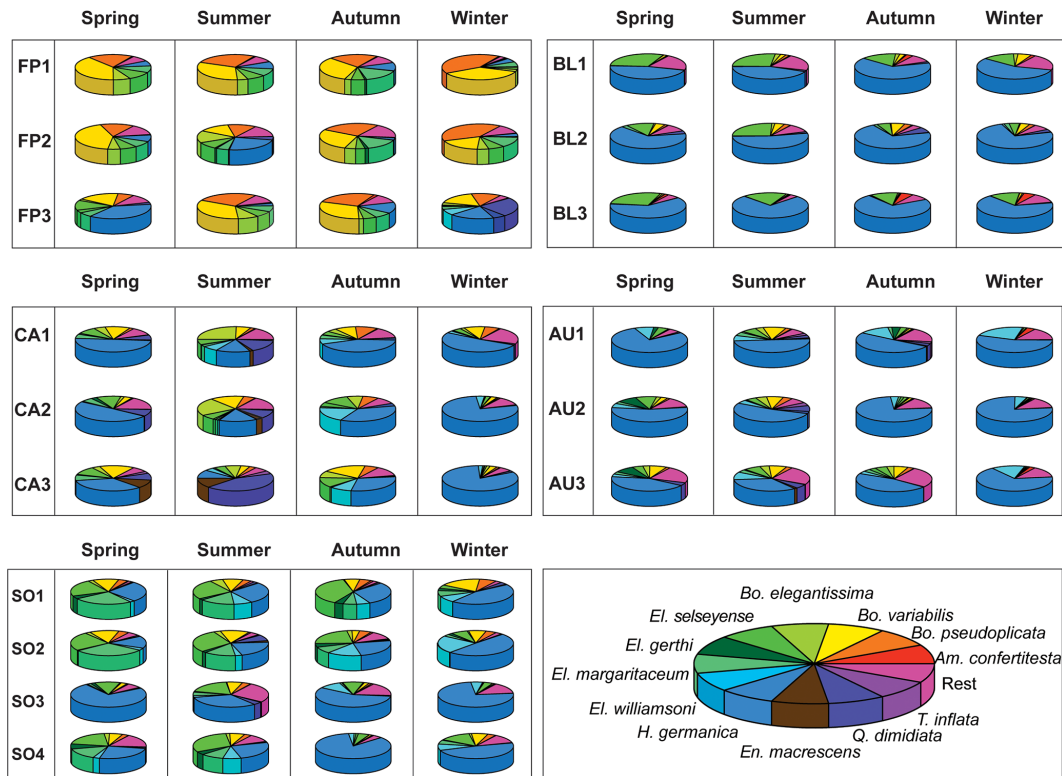 Spring Summer Autumn Winter
FP1
FP2
FP3
Spring Summer Autumn Winter
BL1
BL2
BL3
Spring Summer Autumn Winter
CA1
CA2
CA3
Spring Summer Autumn Winter
AU1
AU2
AU3
Spring Summer Autumn Winter
SO1
SO2
SO3
SO4
Bo. elegantissima
El. selseyense
Bo. variabilis
El. gerthi
Bo. pseudoplicata
El. margaritaceum
Am. confertitesta
Rest
El. williamsoni
T. inflata
H. germanica
Q. dimidiata
En. macrescens